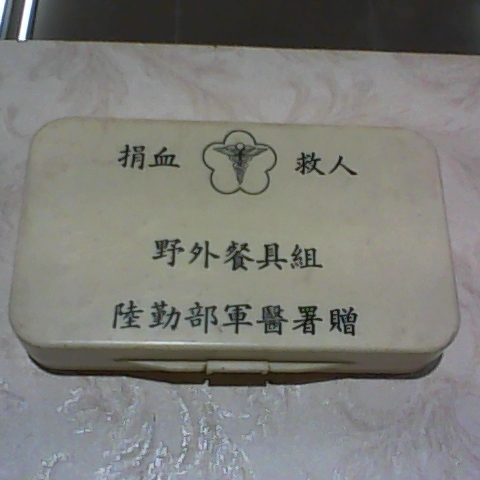 捐血 救人
野外餐具組
陸勤部軍醫署贈